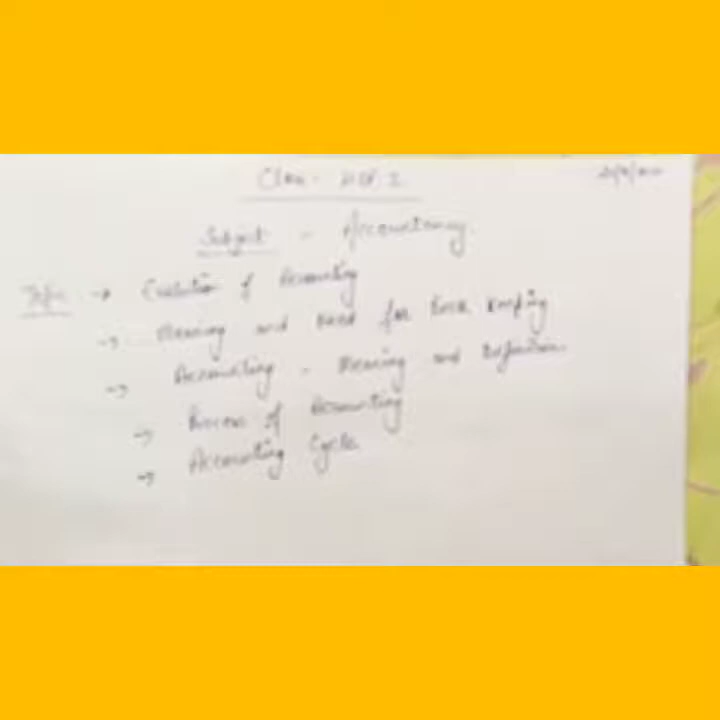 Class-
Subject - Accountancy
Topic → Evolution of Accounting
→ Meaning and Need for Book Keeping
→ Accounting - Meaning and Definition
→ Process of Accounting
→ Accounting Cycle